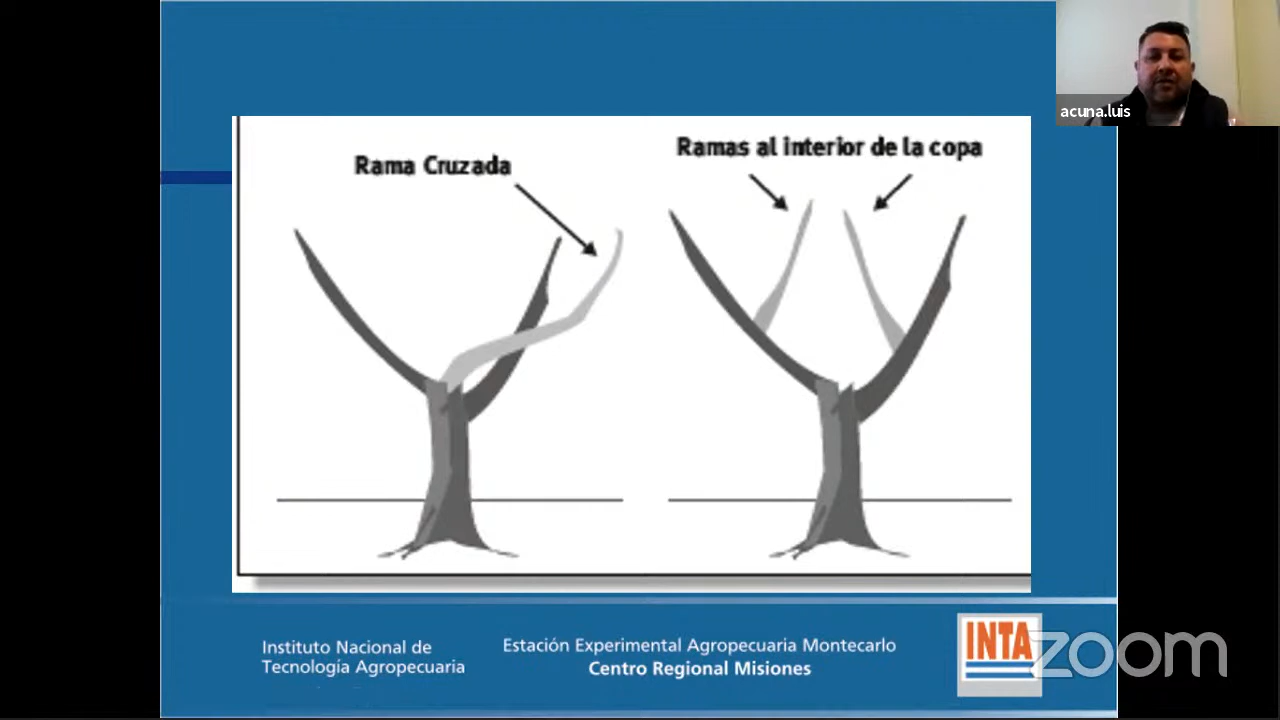 acuna.luis
Rama Cruzada
Ramas al interior de la copa
Instituto Nacional de
Tecnología Agropecuaria
Estación Experimental Agropecuaria Montecarlo
Centro Regional Misiones
INTA
zoom